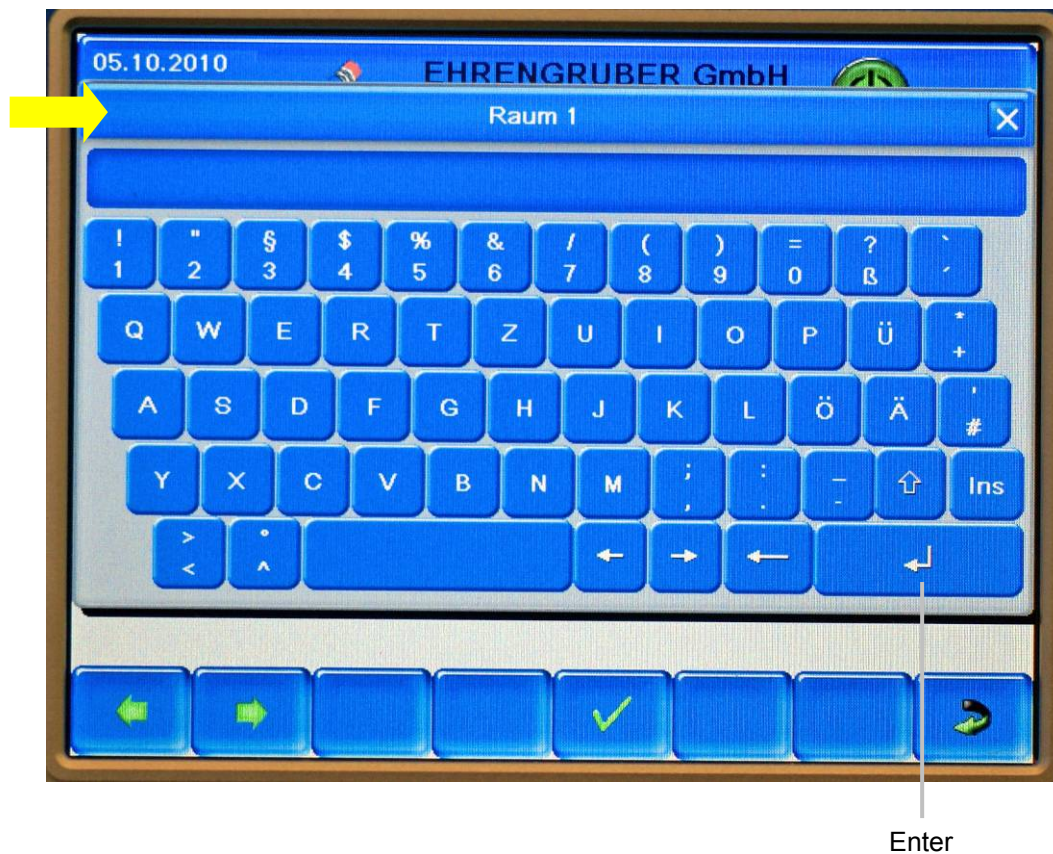 05.10.2010 EHRENGRUBER GmbH
Raum 1
! " § $ % & / ( ) = ? `
1 2 3 4 5 6 7 8 9 0 ß ´
Q W E R T Z U I O P Ü * +
A S D F G H J K L Ö Ä ' #
Y X C V B N M ; , : . _ - Ins
> < ° ^
Enter